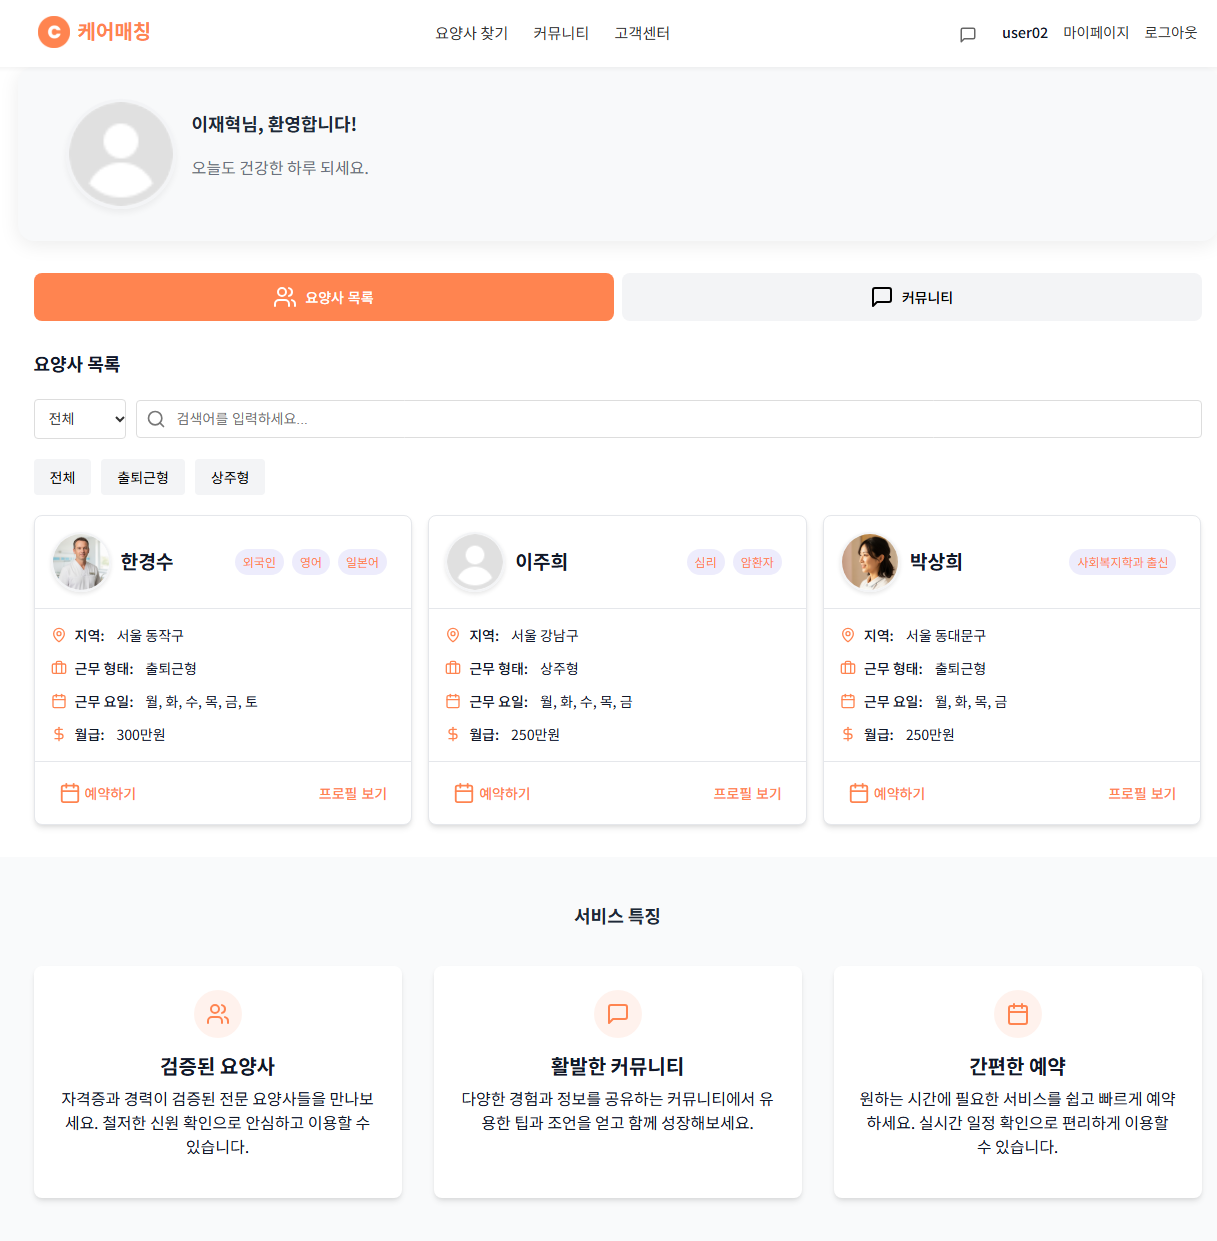 C 케어매칭
요양사 찾기 커뮤니티 고객센터
user02 마이페이지 로그아웃
이재혁님, 환영합니다!
오늘도 건강한 하루 되세요.
요양사 목록
커뮤니티
요양사 목록
전체
검색어를 입력하세요...
전체 출퇴근형 상주형
한경수 외국인 영어 일본어
지역: 서울 동작구
근무 형태: 출퇴근형
근무 요일: 월, 화, 수, 목, 금, 토
월급: 300만원
예약하기 프로필 보기
이주희 심리 암환자
지역: 서울 강남구
근무 형태: 상주형
근무 요일: 월, 화, 수, 목, 금
월급: 250만원
예약하기 프로필 보기
박상희 사회복지학과 출신
지역: 서울 동대문구
근무 형태: 출퇴근형
근무 요일: 월, 화, 목, 금
월급: 250만원
예약하기 프로필 보기
서비스 특징
검증된 요양사
자격증과 경력이 검증된 전문 요양사들을 만나보
세요. 철저한 신원 확인으로 안심하고 이용할 수
있습니다.
활발한 커뮤니티
다양한 경험과 정보를 공유하는 커뮤니티에서 유
용한 팁과 조언을 얻고 함께 성장해보세요.
간편한 예약
원하는 시간에 필요한 서비스를 쉽고 빠르게 예약
하세요. 실시간 일정 확인으로 편리하게 이용할
수 있습니다.